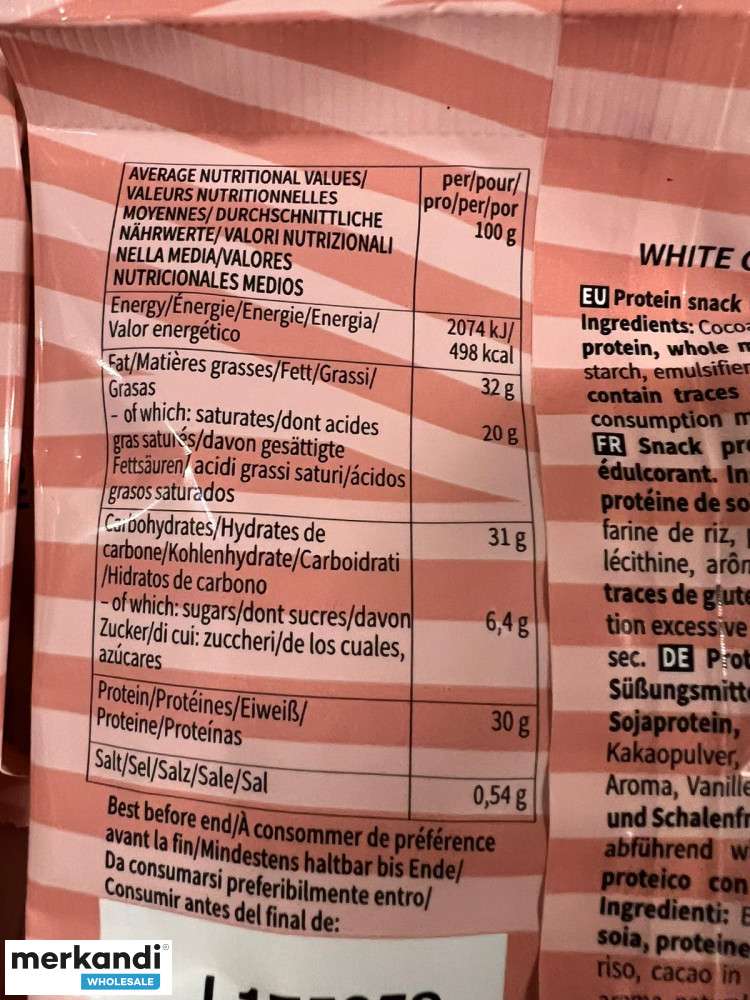 AVERAGE NUTRITIONAL VALUES/
VALEURS NUTRITIONNELLES
MOYENNES/ DURCHSCHNITTLICHE
NÄHRWERTE/ VALORI NUTRIZIONALI
NELLA MEDIA/VALORES
NUTRICIONALES MEDIOS
per/pour/
pro/per/por
100 g
Energy/Énergie/Energie/Energia/
Valor energético
2074 kJ/
498 kcal
Fat/Matières grasses/Fett/Grassi/
Grasas
32 g
- of which: saturates/dont acides
gras saturés/davon gesättigte
Fettsäuren/ acidi grassi saturi/ácidos
grasos saturados
20 g
Carbohydrates/Hydrates de
carbone/Kohlenhydrate/Carboidrati
/Hidratos de carbono
31 g
- of which: sugars/dont sucres/davon
Zucker/di cui: zuccheri/de los cuales,
azúcares
6,4 g
Protein/Protéines/Eiweiß/
Proteine/Proteínas
30 g
Salt/Sel/Salz/Sale/Sal
0,54 g
Best before end/À consommer de préférence
avant la fin/Mindestens haltbar bis Ende/
Da consumarsi preferibilmente entro/
Consumir antes del final de:
WHITE
EU Protein snack
Ingredients:
protein, whole
starch, emulsifier
contain traces
consumption
FR Snack
édulcorant.
protéine de
farine de riz,
lécithine,
traces de
tion excessive
sec. DE
Sojaprotein,
Kakaopulver,
Aroma,
und
abführend
proteico con
Ingredienti:
soia, proteine
riso, cacao in
merkandi
WHOLESALE